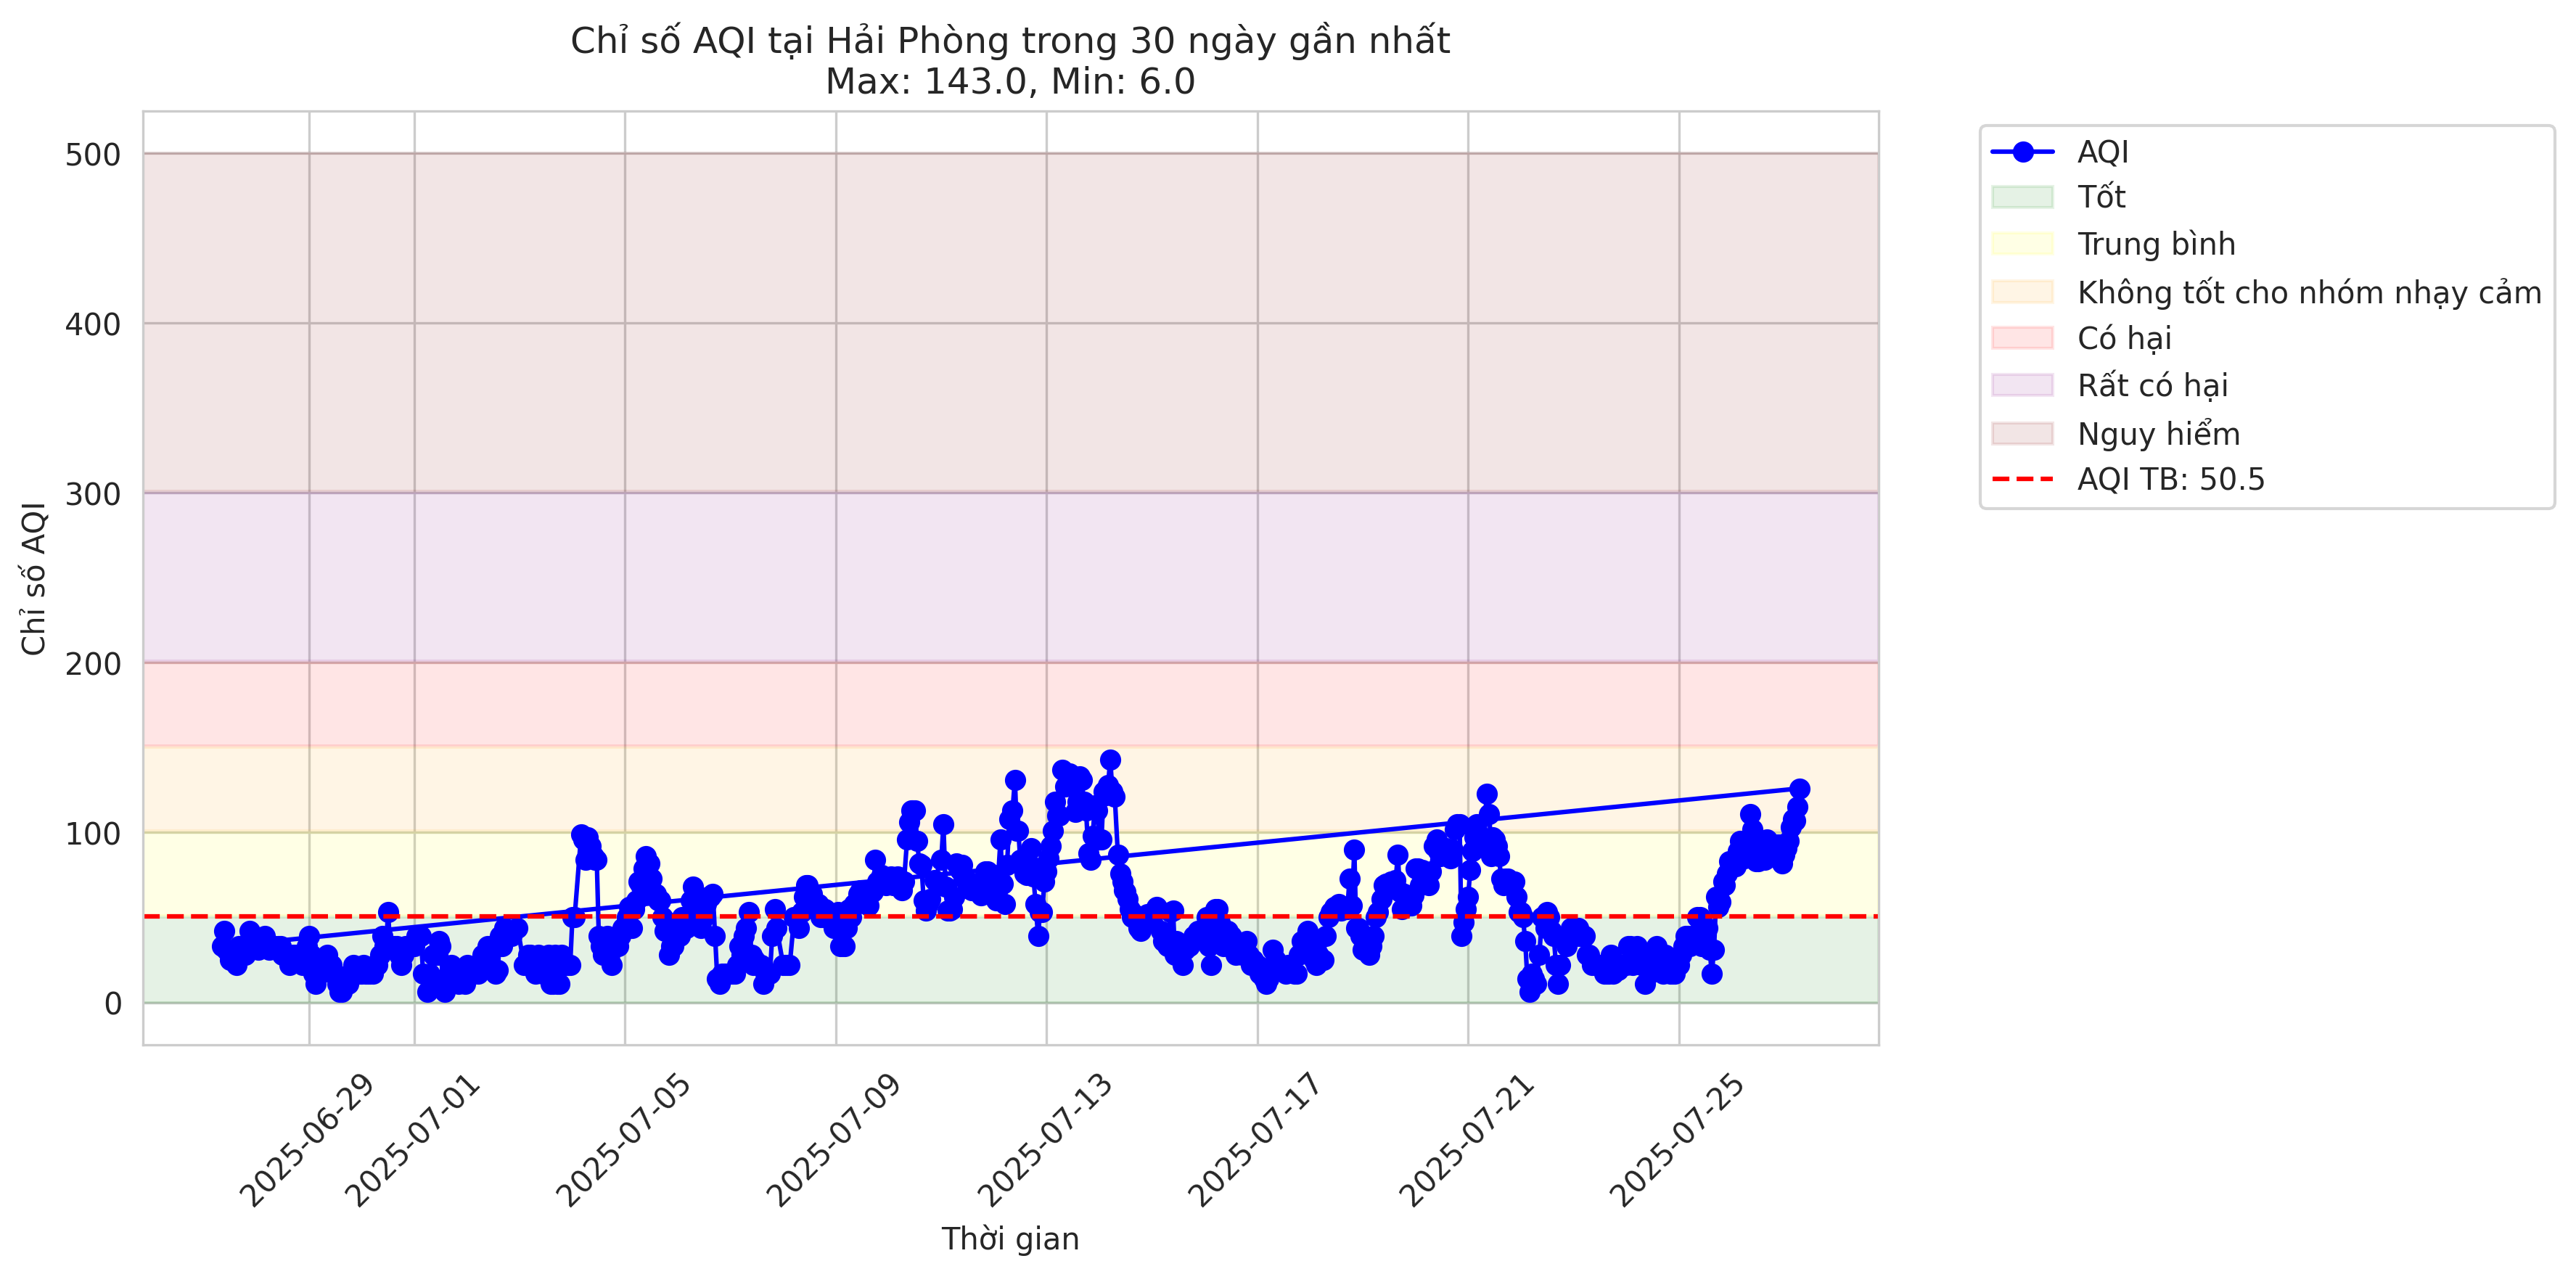 Chỉ số AQI tại Hải Phòng trong 30 ngày gần nhất
Max: 143.0, Min: 6.0
Chỉ số AQI
500
400
300
200
100
0
2025-06-29
2025-07-01
2025-07-05
2025-07-09
2025-07-13
2025-07-17
2025-07-21
2025-07-25
Thời gian
AQI
Tốt
Trung bình
Không tốt cho nhóm nhạy cảm
Có hại
Rất có hại
Nguy hiểm
AQI TB: 50.5